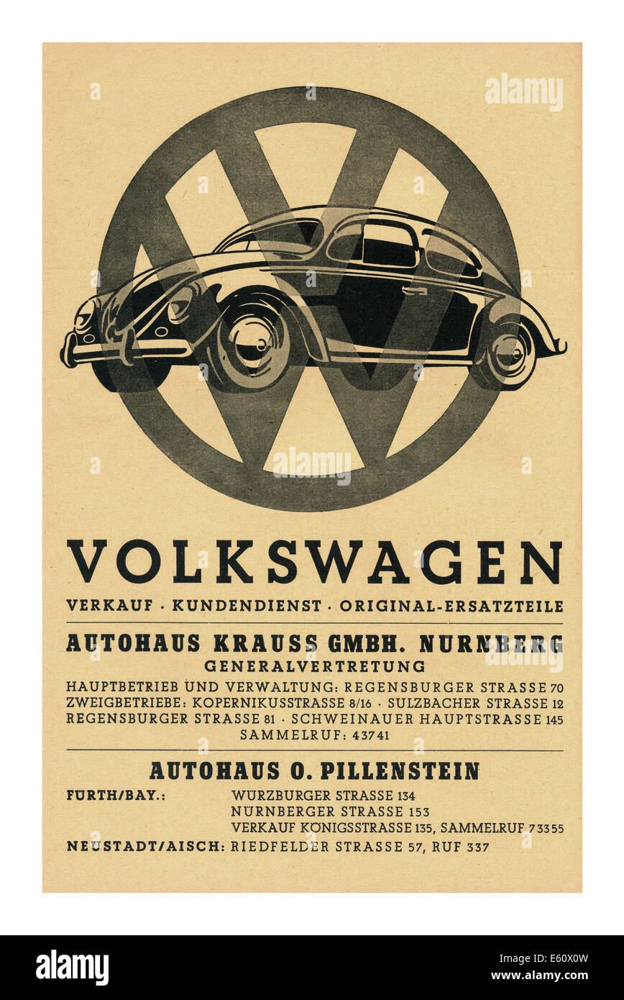 alamy
a
a
VW
a
a
a
a
a
a
a
a
a
a
VOLKSWAGEN
VERKAUF · KUNDENDIENST · ORIGINAL-ERSATZTEILE
AUTOHAUS KRAUSS GMBH. NÜRNBERG
alamy
GENERALVERTRETUNG
HAUPTBETRIEB UND VERWALTUNG: REGENSBURGER STRASSE 70
ZWEIGBETRIEBE: KOPERNIKUSSTRASSE 8/16 · SULZBACHER STRASSE 12
REGENSBURGER STRASSE 81 · SCHWEINAUER HAUPTSTRASSE 145
SAMMELRUF: 43741
AUTOHAUS O. PILLENSTEIN
FÜRTH/BAY.: WÜRZBURGER STRASSE 134
NÜRNBERGER STRASSE 153
VERKAUF KÖNIGSSTRASSE 135, SAMMELRUF 73355
NEUSTADT/AISCH: RIEDFELDER STRASSE 57, RUF 337
alamy
Image ID: E60X0W
www.alamy.com